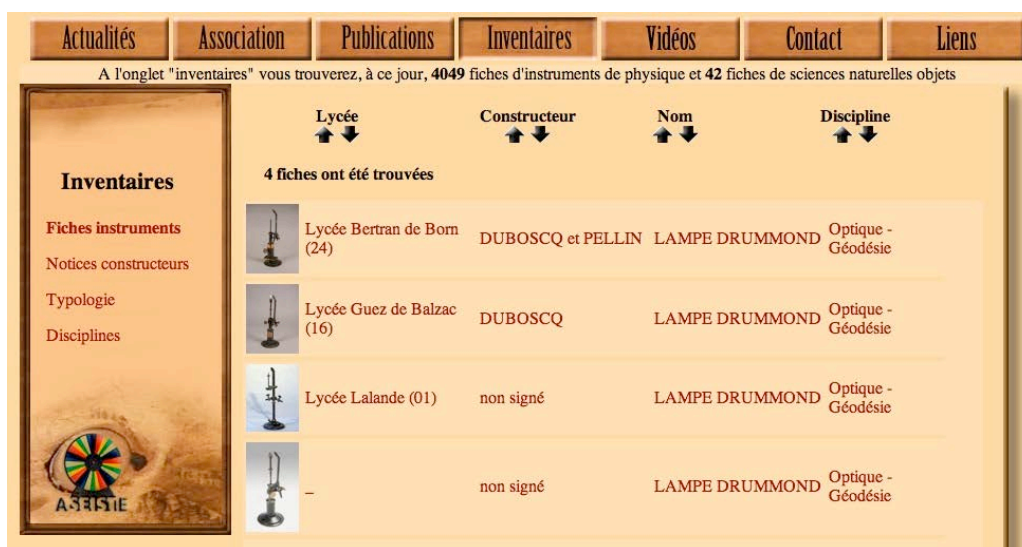 Actualités Association Publications Inventaires Vidéos Contact Liens
A l'onglet "inventaires" vous trouverez, à ce jour, 4049 fiches d'instruments de physique et 42 fiches de sciences naturelles objets
Lycée Constructeur Nom Discipline
4 fiches ont été trouvées
Inventaires
Fiches instruments
Notices constructeurs
Typologie
Disciplines
ASEISTE
Lycée Bertran de Born
(24)
DUBOSCQ et PELLIN
LAMPE DRUMMOND
Optique -
Géodésie
Lycée Guez de Balzac
(16)
DUBOSCQ
LAMPE DRUMMOND
Optique -
Géodésie
Lycée Lalande (01)
non signé
LAMPE DRUMMOND
Optique -
Géodésie
_
non signé
LAMPE DRUMMOND
Optique -
Géodésie